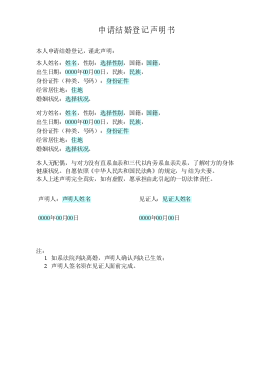 申请结婚登记声明书
本人申请结婚登记，谨此声明：
本人姓名：姓名，性别：选择性别，国籍：国籍，
出生日期：0000年00月00日，民族：民族，
身份证件（种类、号码）：身份证件
经常居住地：住地
婚姻状况：选择状况，
对方姓名：姓名，性别：选择性别，国籍：国籍，
出生日期：0000年00月00日，民族：民族，
身份证件（种类、号码）：身份证件
经常居住地：住地
婚姻状况：选择状况，
本人无配偶，与对方没有直系血亲和三代以内旁系血亲关系，了解对方的身体
健康状况，自愿依照《中华人民共和国民法典》的规定，与 结为夫妻。
本人上述声明完全真实，如有虚假，愿承担由此引起的一切法律责任。
声明人：声明人姓名 见证人：见证人姓名
0000年00月00日 0000年00月00日
注：
1 如系法院判决离婚，声明人确认判决已生效；
2 声明人签名须在见证人面前完成。